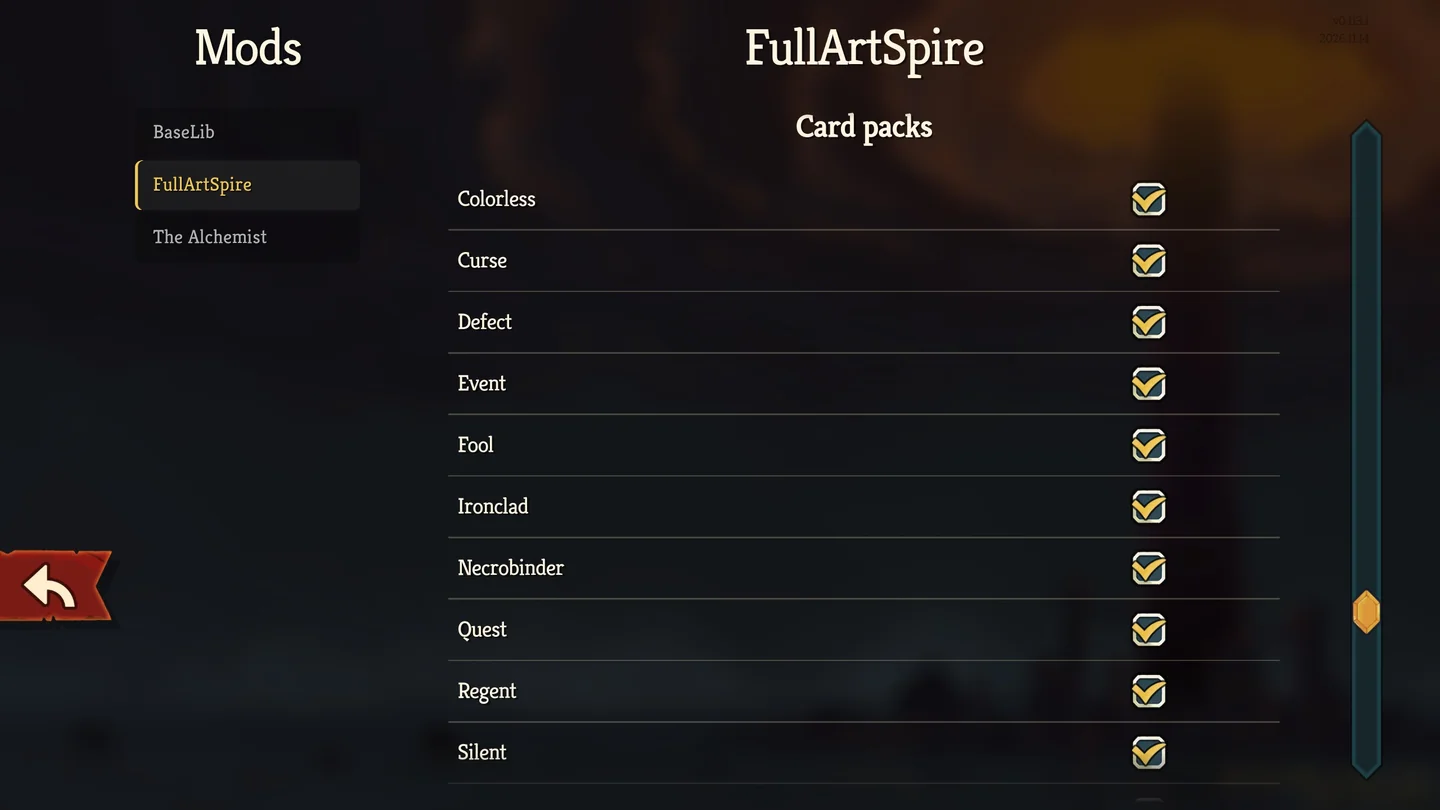 Mods
FullArtSpire
BaseLib
FullArtSpire
The Alchemist
Card packs
Colorless
Curse
Defect
Event
Fool
Ironclad
Necrobinder
Quest
Regent
Silent